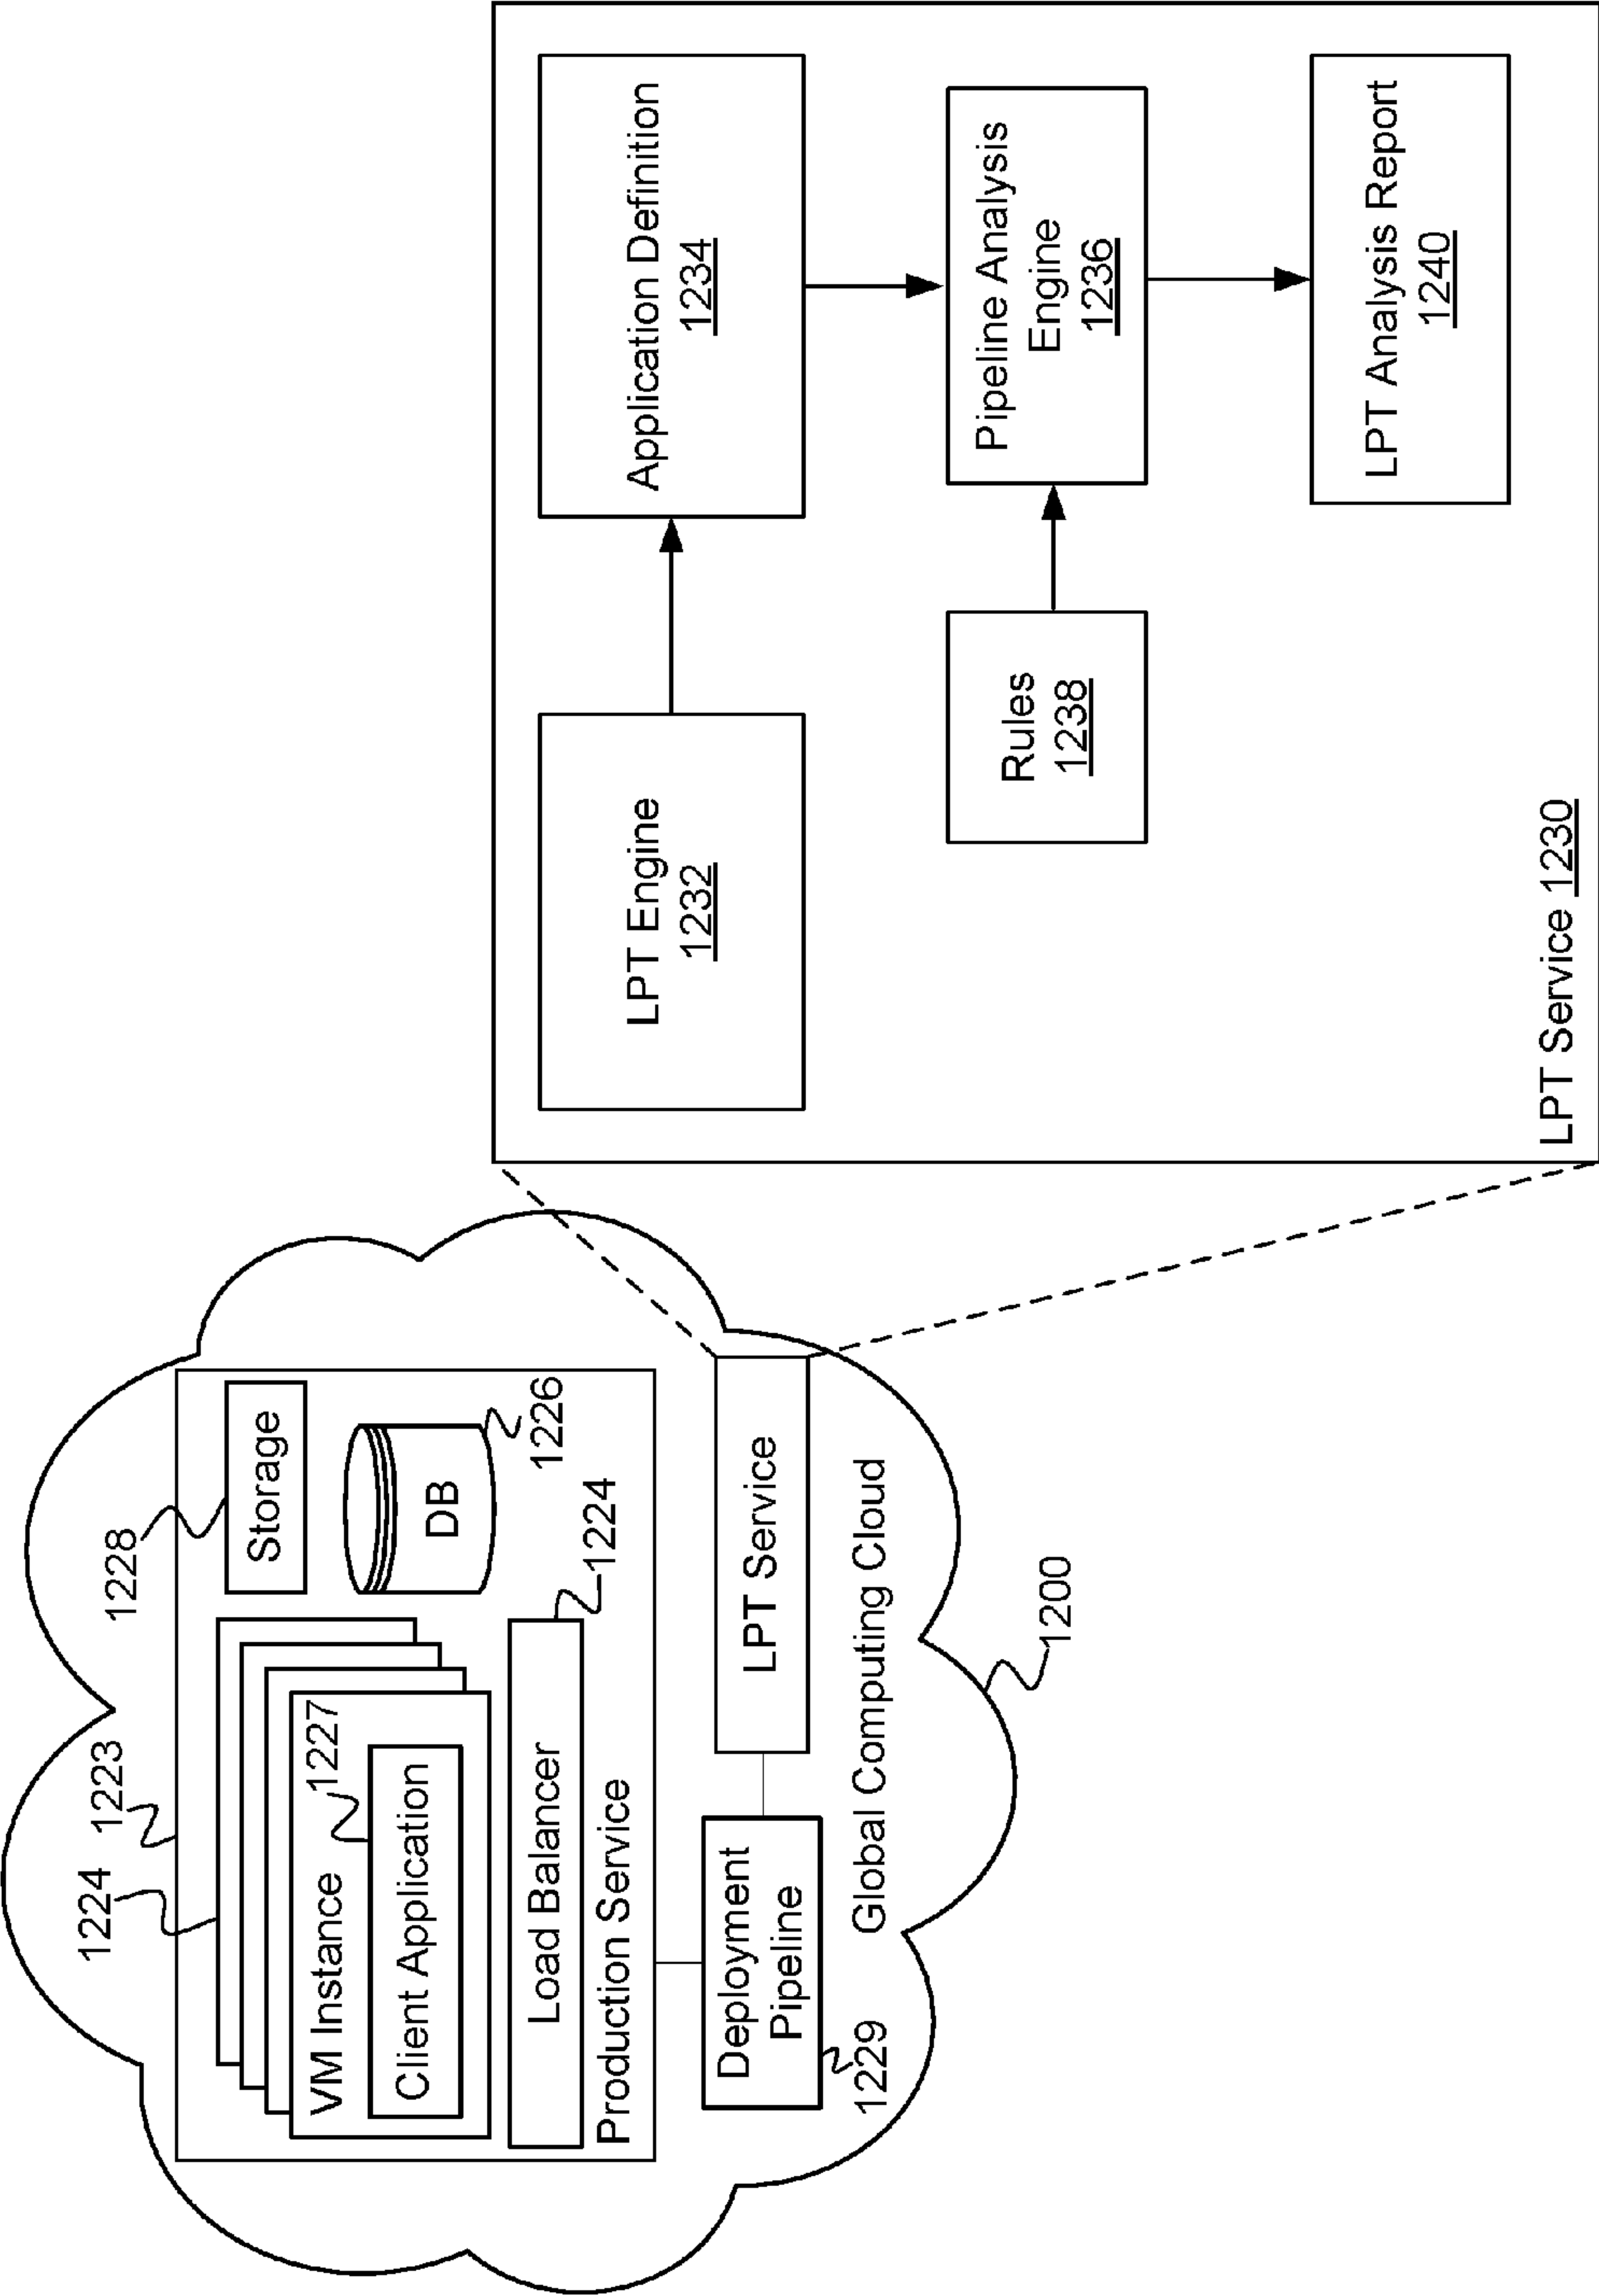 1224
1223
1228
VM Instance
1227
Client Application
Storage
DB
1226
Load Balancer
1224
Production Service
Deployment
Pipeline
1229
LPT Service
Global Computing Cloud
1200
LPT Engine
1232
Application Definition
1234
Rules
1238
Pipeline Analysis
Engine
1236
LPT Analysis Report
1240
LPT Service 1230